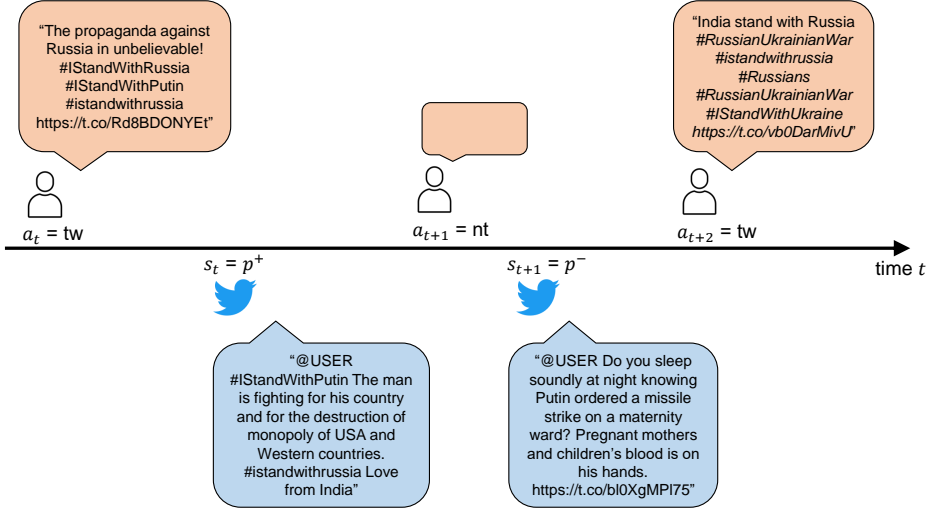 “The propaganda against
Russia in unbelievable!
#IStandWithRussia
#IStandWithPutin
#istandwithrussia
https://t.co/Rd8BDONYEt”
“India stand with Russia
#RussianUkrainianWar
#istandwithrussia
#Russians
#RussianUkrainianWar
#IStandWithUkraine
https://t.co/vb0DarMivU”
a_t = tw
a_{t+1} = nt
a_{t+2} = tw
s_t = p⁺
s_{t+1} = p⁻
time t
“@USER
#IStandWithPutin The man
is fighting for his country
and for the destruction of
monopoly of USA and
Western countries.
#istandwithrussia Love
from India”
“@USER Do you sleep
soundly at night knowing
Putin ordered a missile
strike on a maternity
ward? Pregnant mothers
and children’s blood is on
his hands.
https://t.co/bl0XgMPl75”